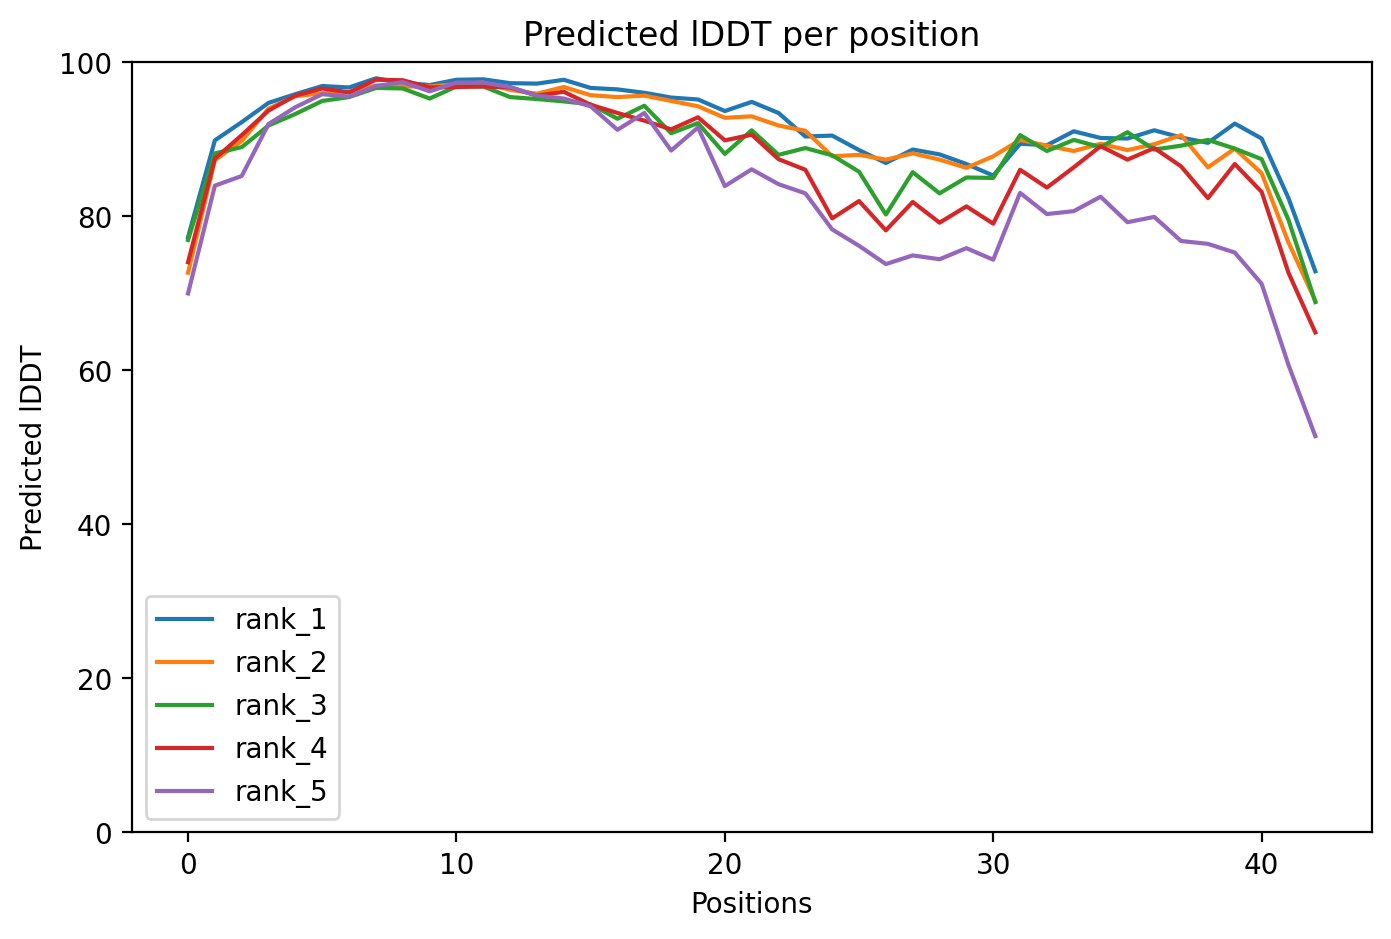 Predicted lDDT per position
100
80
60
40
20
0
Predicted lDDT
rank_1
rank_2
rank_3
rank_4
rank_5
0 10 20 30 40
Positions